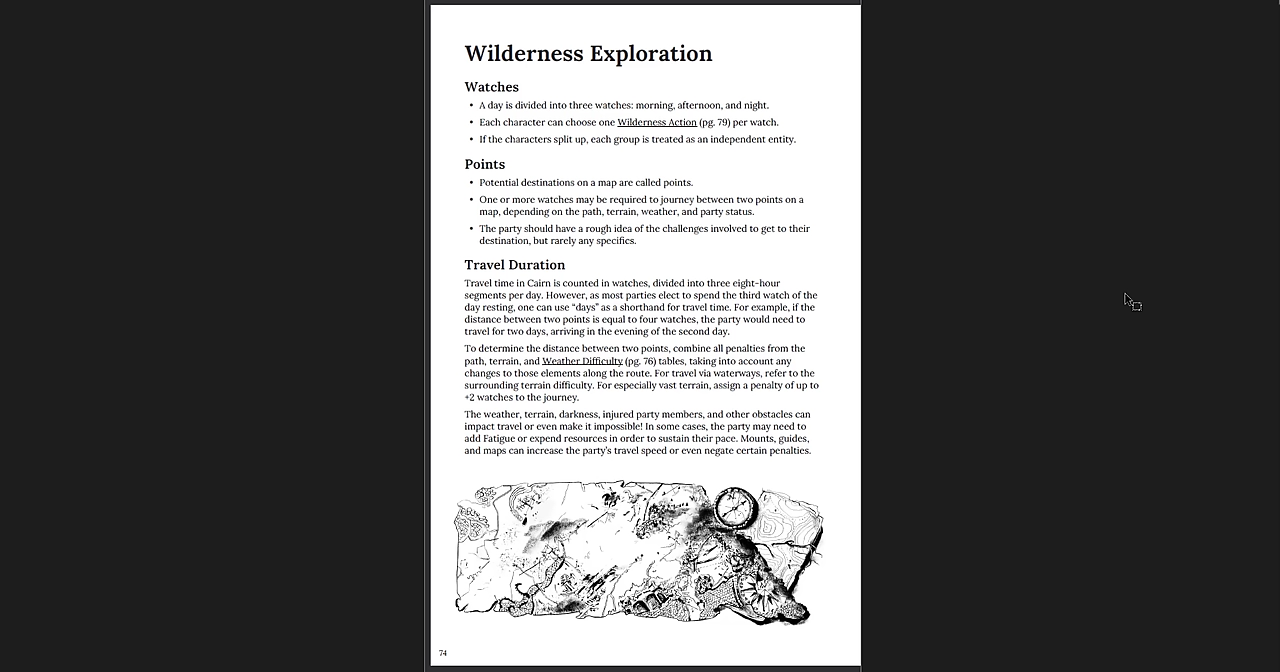 Wilderness Exploration
Watches
• A day is divided into three watches: morning, afternoon, and night.
• Each character can choose one Wilderness Action (pg. 79) per watch.
• If the characters split up, each group is treated as an independent entity.
Points
• Potential destinations on a map are called points.
• One or more watches may be required to journey between two points on a
map, depending on the path, terrain, weather, and party status.
• The party should have a rough idea of the challenges involved to get to their
destination, but rarely any specifics.
Travel Duration
Travel time in Cairn is counted in watches, divided into three eight-hour
segments per day. However, as most parties elect to spend the third watch of the
day resting, one can use “days” as a shorthand for travel time. For example, if the
distance between two points is equal to four watches, the party would need to
travel for two days, arriving in the evening of the second day.
To determine the distance between two points, combine all penalties from the
path, terrain, and Weather Difficulty (pg. 76) tables, taking into account any
changes to those elements along the route. For travel via waterways, refer to the
surrounding terrain difficulty. For especially vast terrain, assign a penalty of up to
+2 watches to the journey.
The weather, terrain, darkness, injured party members, and other obstacles can
impact travel or even make it impossible! In some cases, the party may need to
add Fatigue or expend resources in order to sustain their pace. Mounts, guides,
and maps can increase the party’s travel speed or even negate certain penalties.
74